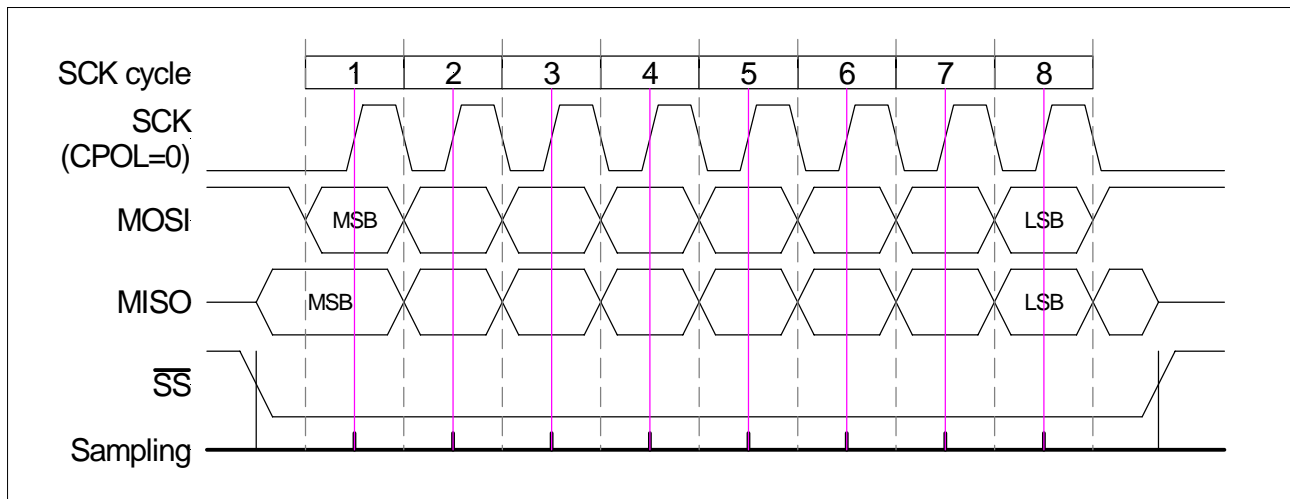 SCK cycle 1 2 3 4 5 6 7 8
SCK
(CPOL=0)
MOSI MSB LSB
MISO MSB LSB
SS
Sampling